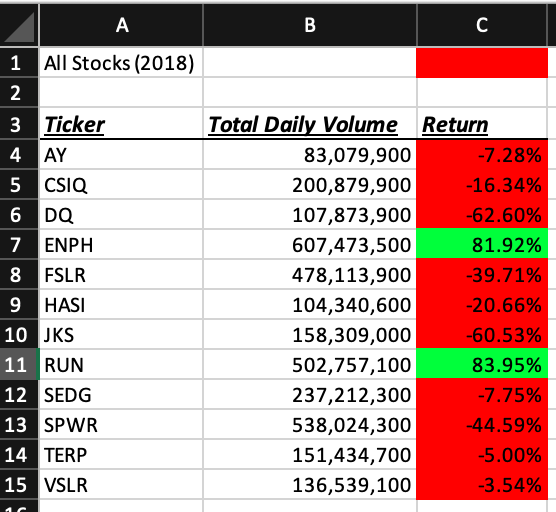 A B C
1 All Stocks (2018)
2
3 Ticker Total Daily Volume Return
4 AY 83,079,900 -7.28%
5 CSIQ 200,879,900 -16.34%
6 DQ 107,873,900 -62.60%
7 ENPH 607,473,500 81.92%
8 FSLR 478,113,900 -39.71%
9 HASI 104,340,600 -20.66%
10 JKS 158,309,000 -60.53%
11 RUN 502,757,100 83.95%
12 SEDG 237,212,300 -7.75%
13 SPWR 538,024,300 -44.59%
14 TERP 151,434,700 -5.00%
15 VSLR 136,539,100 -3.54%